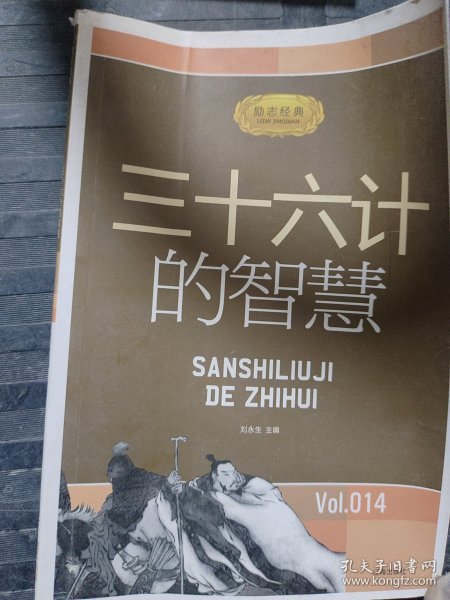 励志经典
LIZHI JINGDIAN
三十六计
的智慧
SANSHILIUJI
DE ZHIHUI
刘永生 主编
Vol.014
孔夫子旧书网
www.kongfz.com